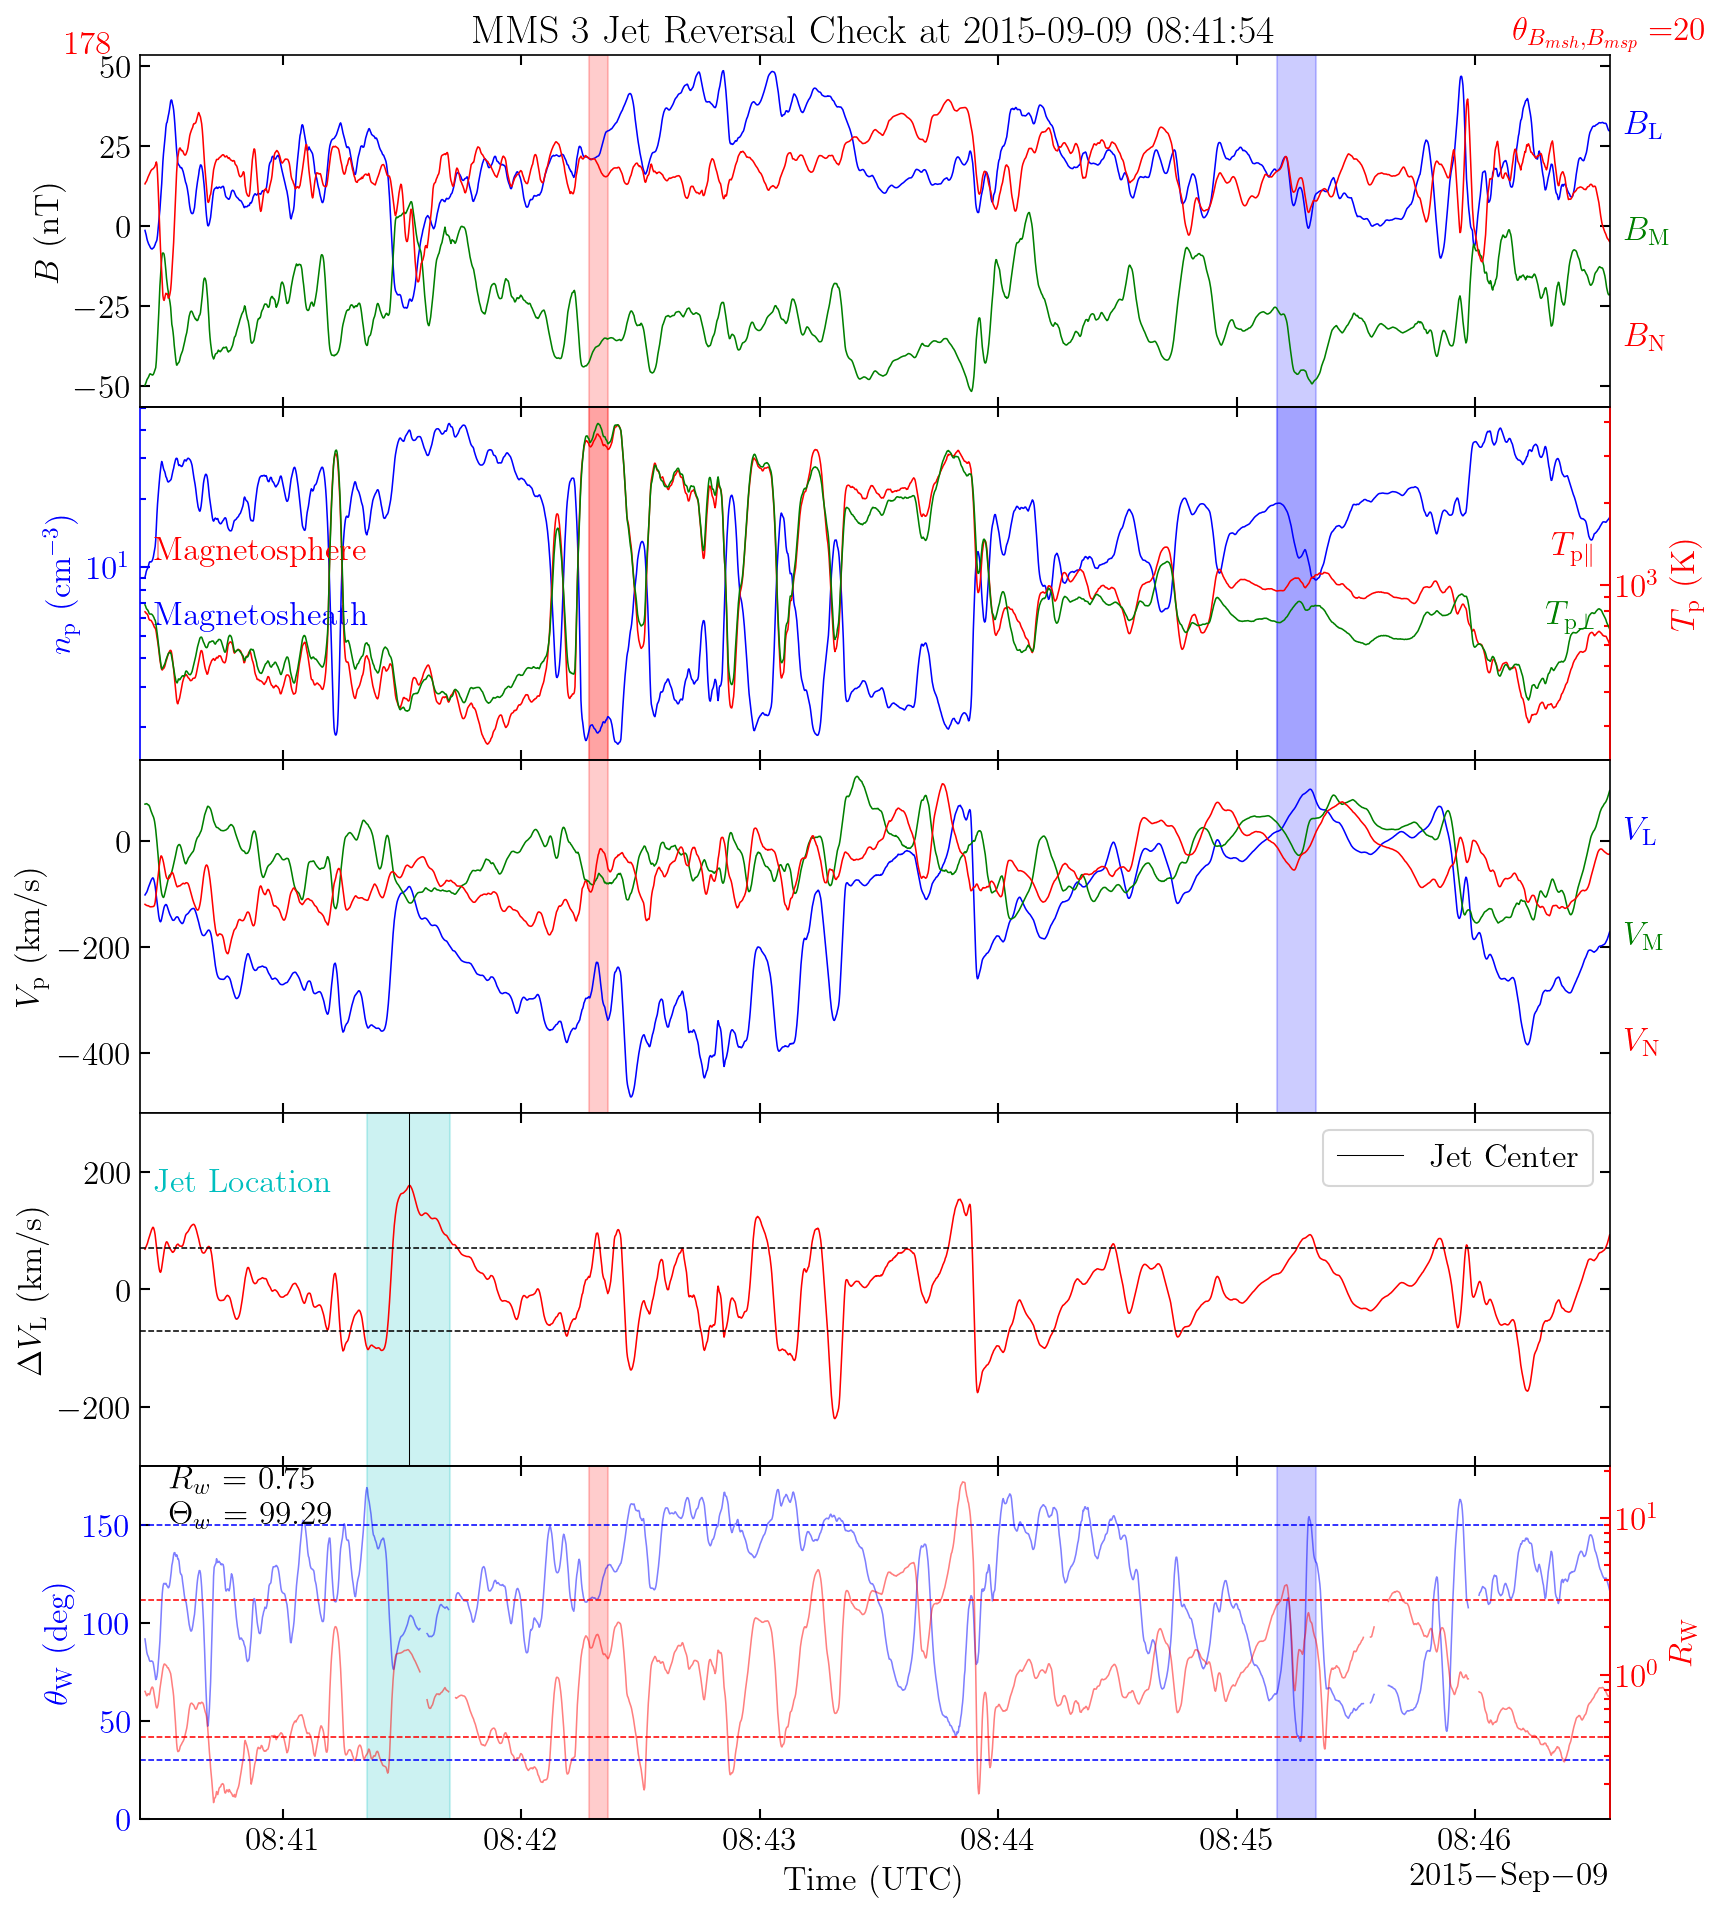 MMS 3 Jet Reversal Check at 2015-09-09 08:41:54
178
θ_{B_{msh},B_{msp}} =20
50
25
0
−25
−50
B (nT)
B_L
B_M
B_N
10^1
n_p (cm^{−3})
Magnetosphere
Magnetosheath
T_{p∥}
T_{p⊥}
10^3
T_p (K)
0
−200
−400
V_p (km/s)
V_L
V_M
V_N
200
0
−200
ΔV_L (km/s)
Jet Location
Jet Center
R_w = 0.75
Θ_w = 99.29
150
100
50
0
θ_W (deg)
10^1
10^0
R_W
08:41 08:42 08:43 08:44 08:45 08:46
Time (UTC)
2015−Sep−09